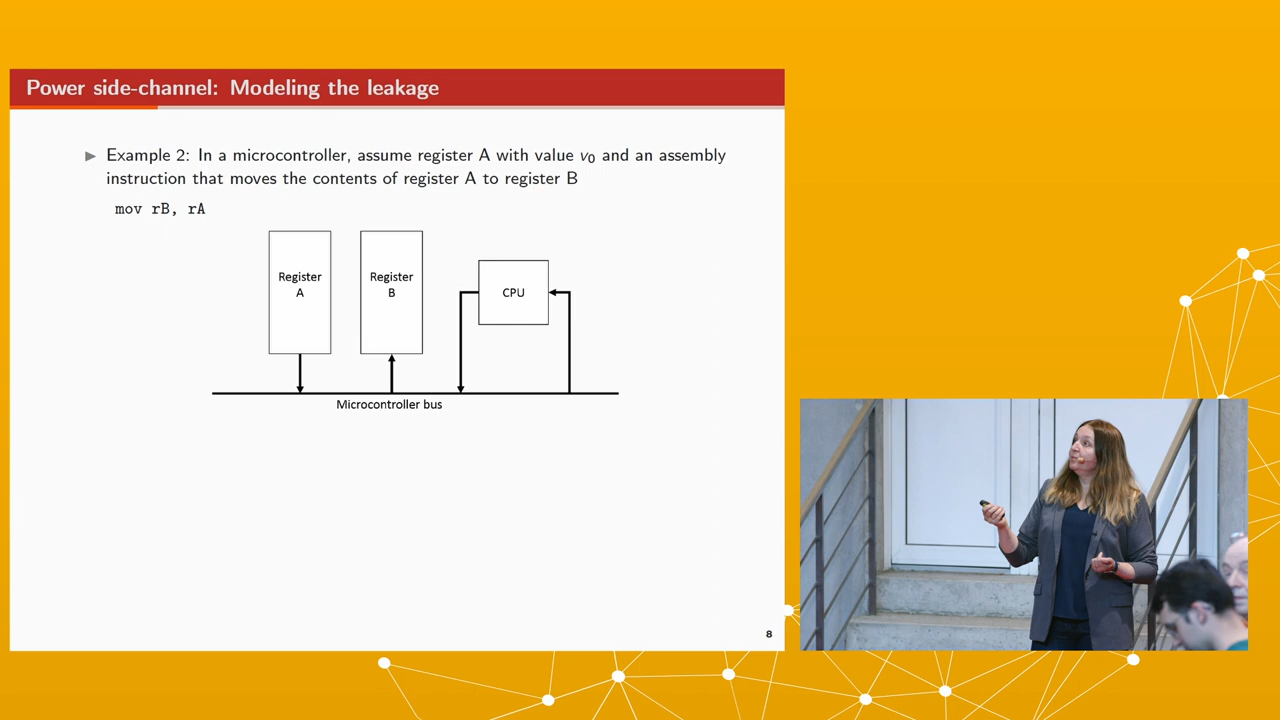 Power side-channel: Modeling the leakage
▶ Example 2: In a microcontroller, assume register A with value v₀ and an assembly
instruction that moves the contents of register A to register B
mov rB, rA
Register
A
Register
B
CPU
Microcontroller bus
8